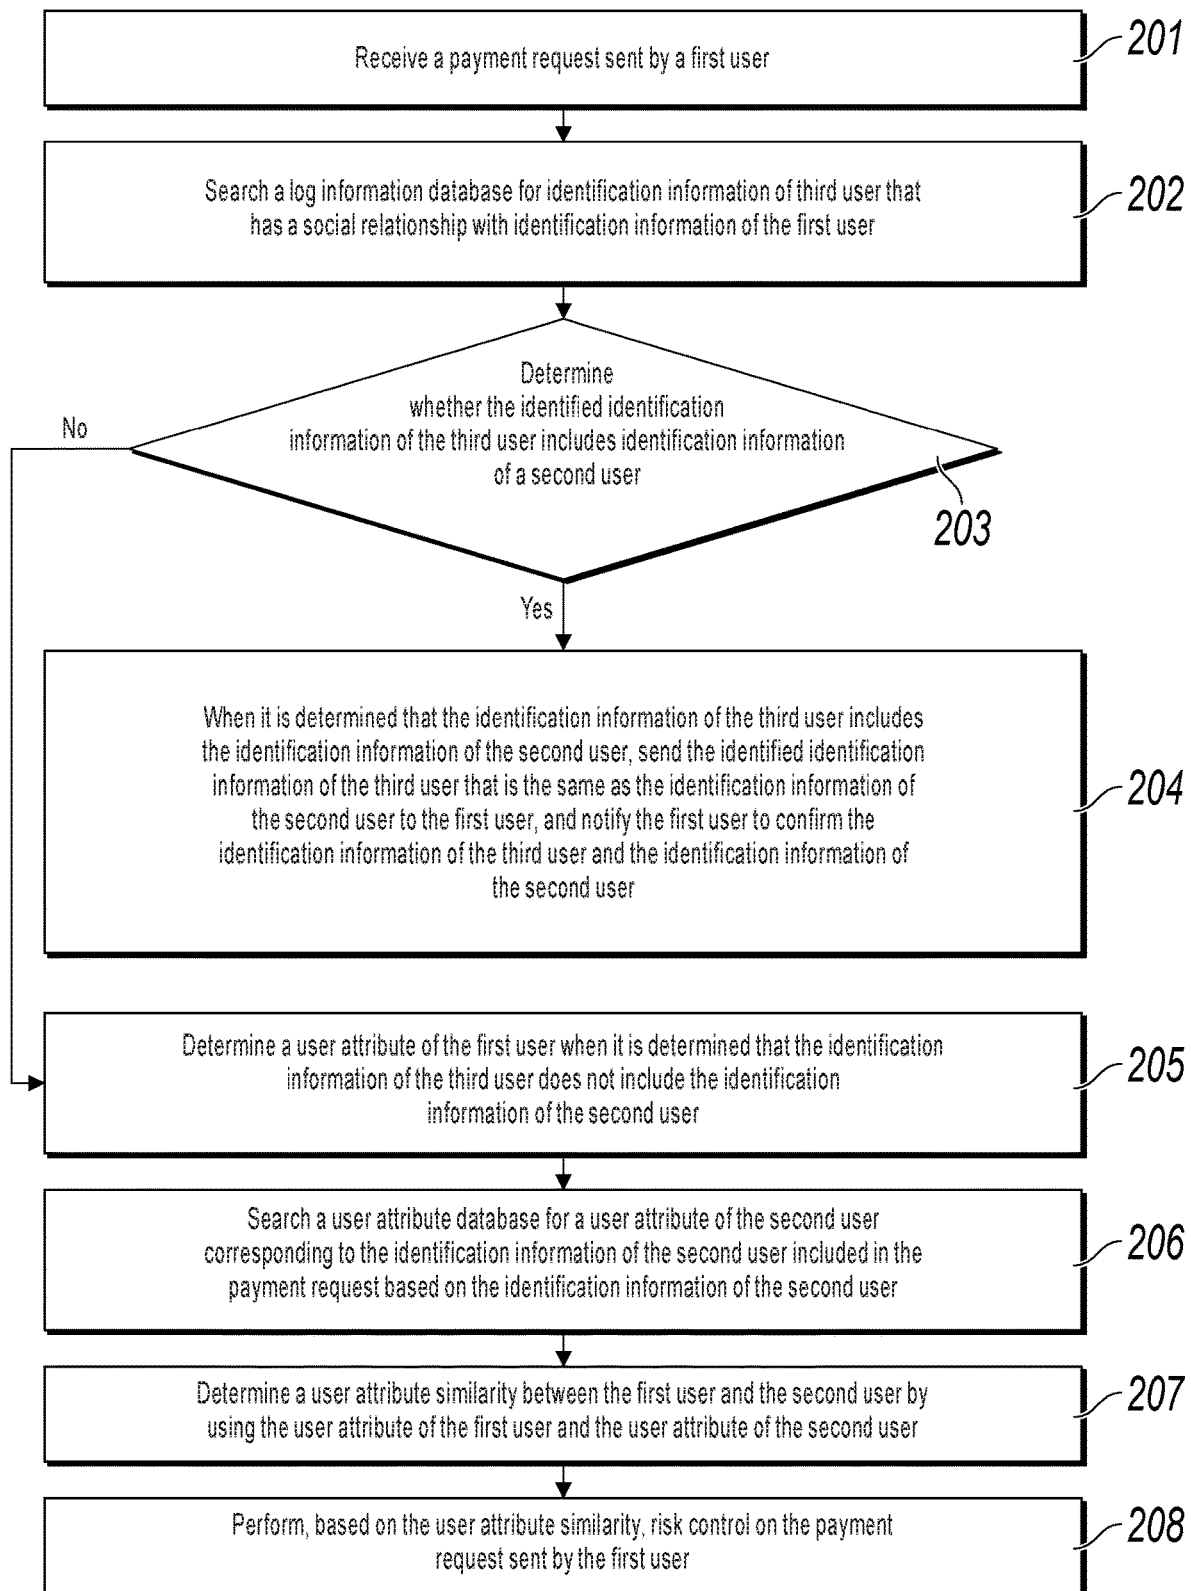 Receive a payment request sent by a first user
201
Search a log information database for identification information of third user that
has a social relationship with identification information of the first user
202
Determine
whether the identified identification
information of the third user includes identification information
of a second user
No
203
Yes
When it is determined that the identification information of the third user includes
the identification information of the second user, send the identified identification
information of the third user that is the same as the identification information of
the second user to the first user, and notify the first user to confirm the
identification information of the third user and the identification information of
the second user
204
Determine a user attribute of the first user when it is determined that the identification
information of the third user does not include the identification
information of the second user
205
Search a user attribute database for a user attribute of the second user
corresponding to the identification information of the second user included in the
payment request based on the identification information of the second user
206
Determine a user attribute similarity between the first user and the second user by
using the user attribute of the first user and the user attribute of the second user
207
Perform, based on the user attribute similarity, risk control on the payment
request sent by the first user
208